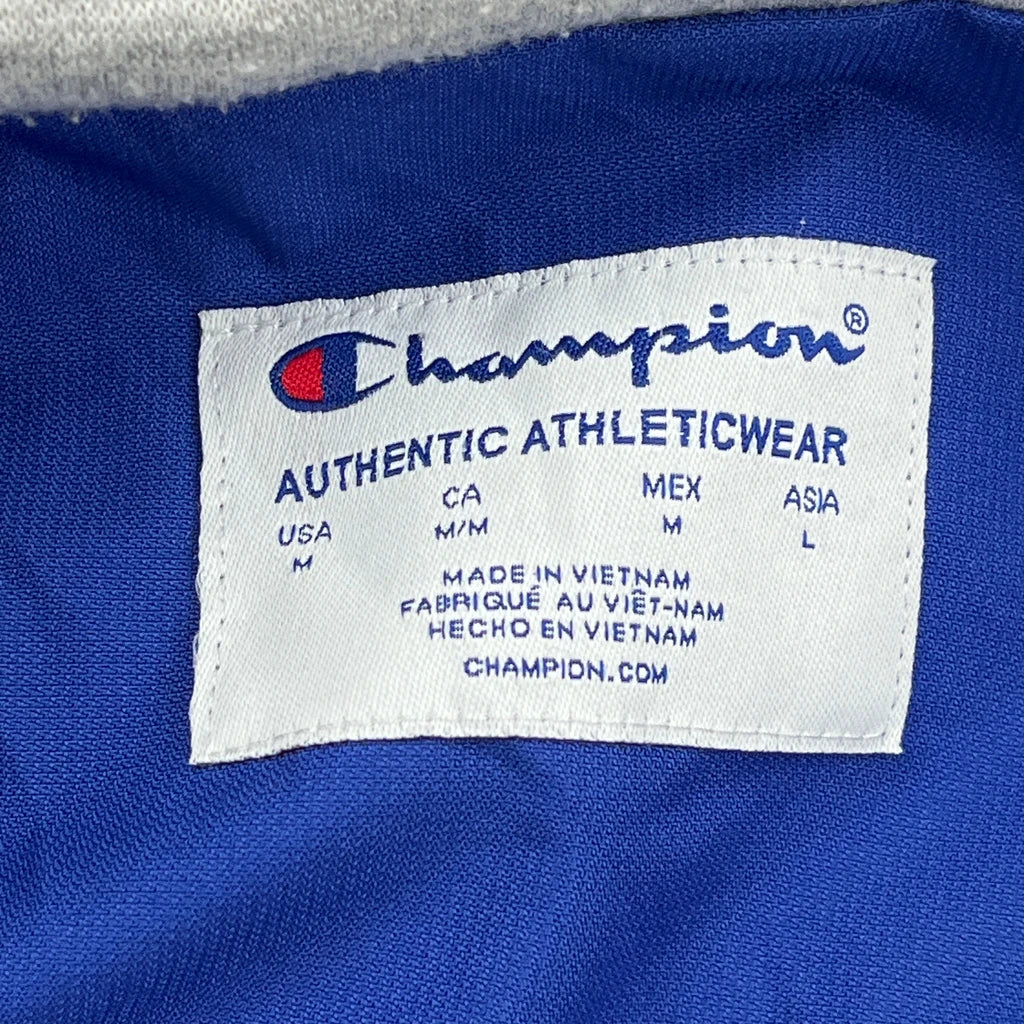 Champion®
AUTHENTIC ATHLETICWEAR
USA CA MEX ASIA
M M/M M L
MADE IN VIETNAM
FABRIQUÉ AU VIÊT-NAM
HECHO EN VIETNAM
CHAMPION.COM